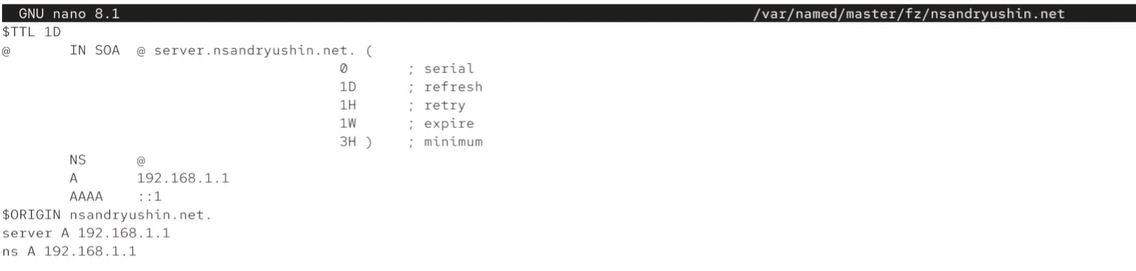 GNU nano 8.1 /var/named/master/fz/nsandryushin.net
$TTL 1D
@ IN SOA @ server.nsandryushin.net. (
0 ; serial
1D ; refresh
1H ; retry
1W ; expire
3H ) ; minimum
NS @
A 192.168.1.1
AAAA ::1
$ORIGIN nsandryushin.net.
server A 192.168.1.1
ns A 192.168.1.1